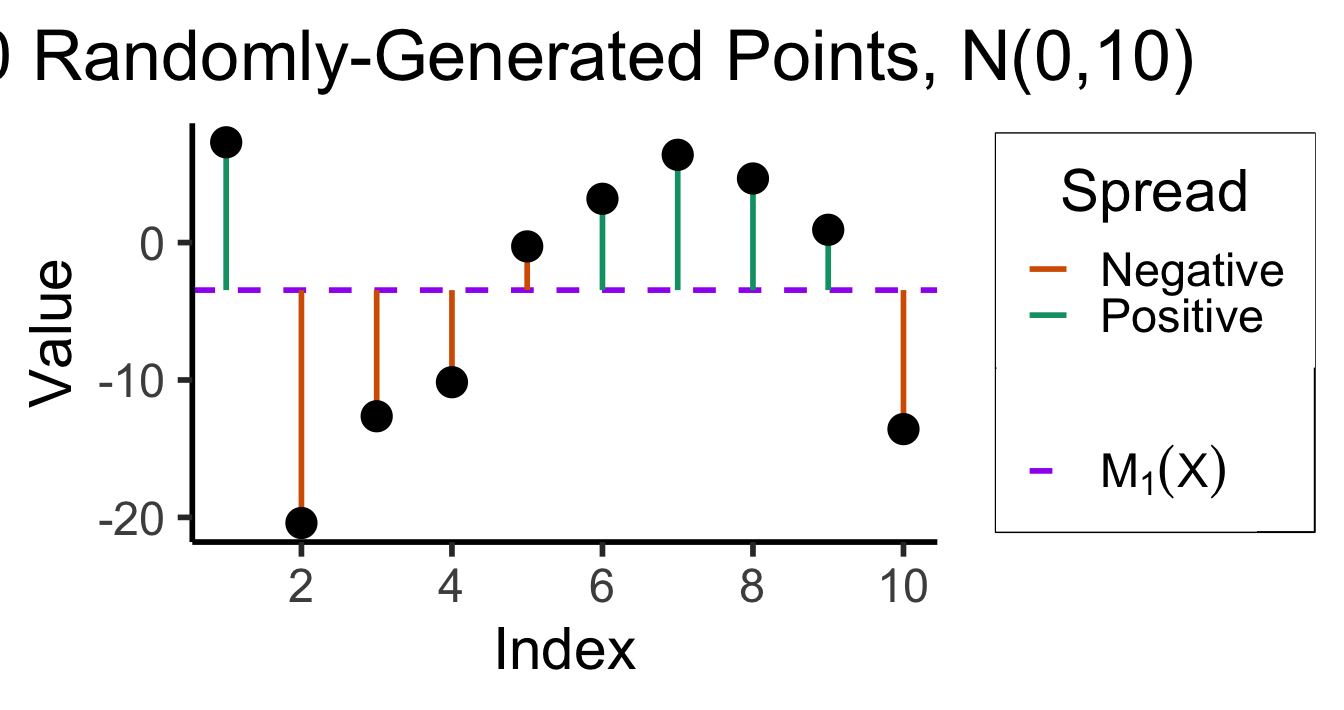 0 Randomly-Generated Points, N(0,10)
Value
0
-10
-20
2 4 6 8 10
Index
Spread
Negative
Positive
M₁(X)